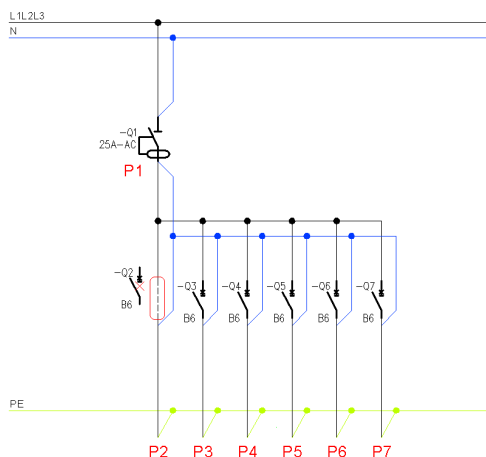 L1L2L3
N
-Q1
25A-AC
P1
-Q2
-Q3
-Q4
-Q5
-Q6
-Q7
B6
B6
B6
B6
B6
B6
PE
P2 P3 P4 P5 P6 P7